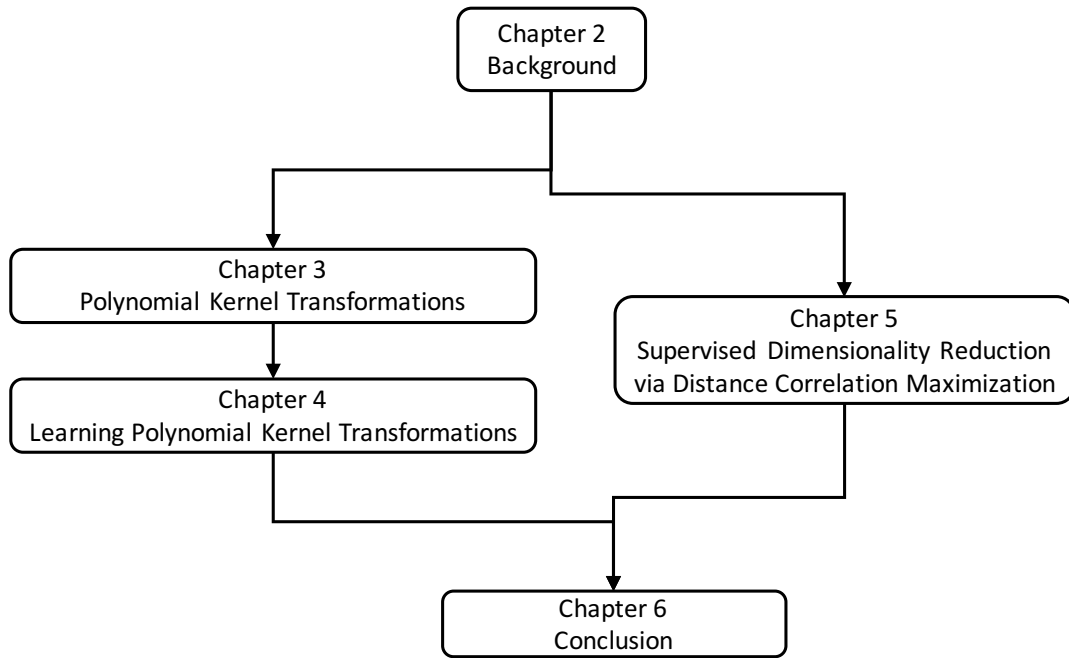 Chapter 2
Background
Chapter 3
Polynomial Kernel Transformations
Chapter 4
Learning Polynomial Kernel Transformations
Chapter 5
Supervised Dimensionality Reduction
via Distance Correlation Maximization
Chapter 6
Conclusion